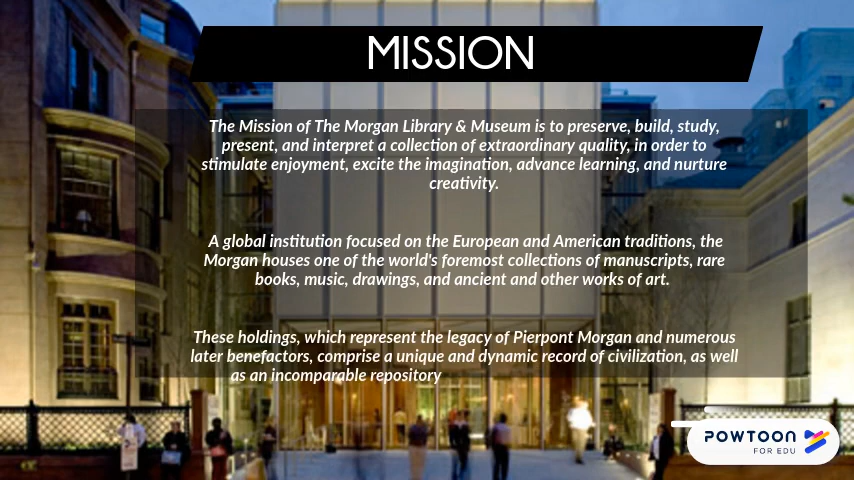 MISSION
The Mission of The Morgan Library & Museum is to preserve, build, study,
present, and interpret a collection of extraordinary quality, in order to
stimulate enjoyment, excite the imagination, advance learning, and nurture
creativity.
A global institution focused on the European and American traditions, the
Morgan houses one of the world's foremost collections of manuscripts, rare
books, music, drawings, and ancient and other works of art.
These holdings, which represent the legacy of Pierpont Morgan and numerous
later benefactors, comprise a unique and dynamic record of civilization, as well
as an incomparable repository
POWTOON
FOR EDU